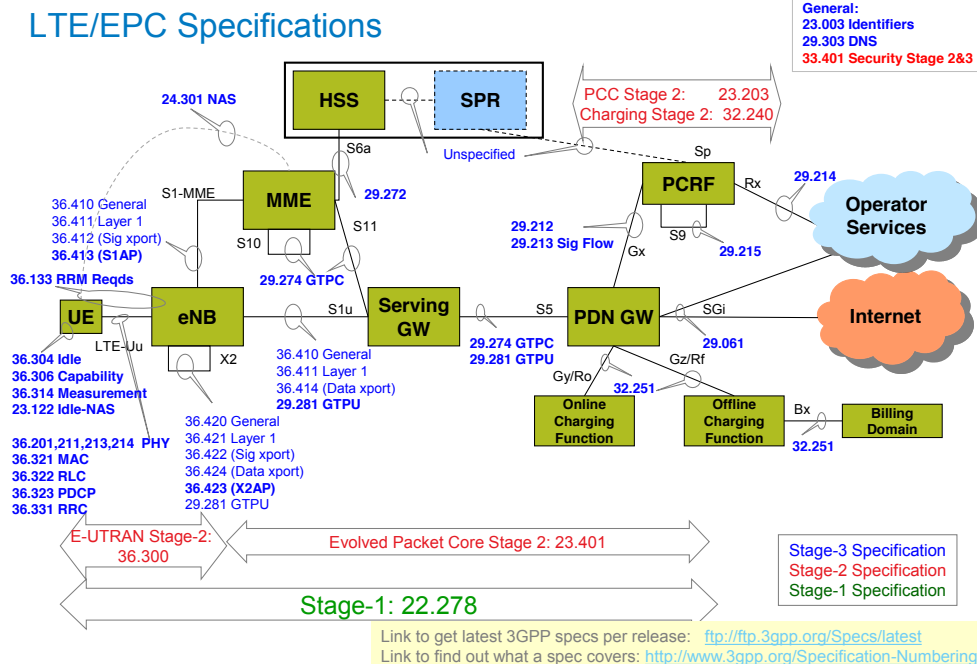 LTE/EPC Specifications
General:
23.003 Identifiers
29.303 DNS
33.401 Security Stage 2&3
HSS
SPR
PCC Stage 2: 23.203
Charging Stage 2: 32.240
24.301 NAS
S6a
Unspecified
Sp
29.272
MME
S1-MME
S10
S11
29.274 GTPC
36.410 General
36.411 Layer 1
36.412 (Sig xport)
36.413 (S1AP)
PCRF
Rx
29.214
S9
29.215
29.212
29.213 Sig Flow
Gx
Operator
Services
36.133 RRM Reqds
UE
LTE-Uu
eNB
X2
S1u
Serving
GW
S5
PDN GW
SGi
29.061
Internet
36.304 Idle
36.306 Capability
36.314 Measurement
23.122 Idle-NAS
36.410 General
36.411 Layer 1
36.414 (Data xport)
29.281 GTPU
29.274 GTPC
29.281 GTPU
Gy/Ro
Gz/Rf
32.251
Online
Charging
Function
Offline
Charging
Function
Bx
32.251
Billing
Domain
36.201,211,213,214 PHY
36.321 MAC
36.322 RLC
36.323 PDCP
36.331 RRC
36.420 General
36.421 Layer 1
36.422 (Sig xport)
36.424 (Data xport)
36.423 (X2AP)
29.281 GTPU
E-UTRAN Stage-2:
36.300
Evolved Packet Core Stage 2: 23.401
Stage-1: 22.278
Stage-3 Specification
Stage-2 Specification
Stage-1 Specification
Link to get latest 3GPP specs per release: ftp://ftp.3gpp.org/Specs/latest
Link to find out what a spec covers: http://www.3gpp.org/Specification-Numbering